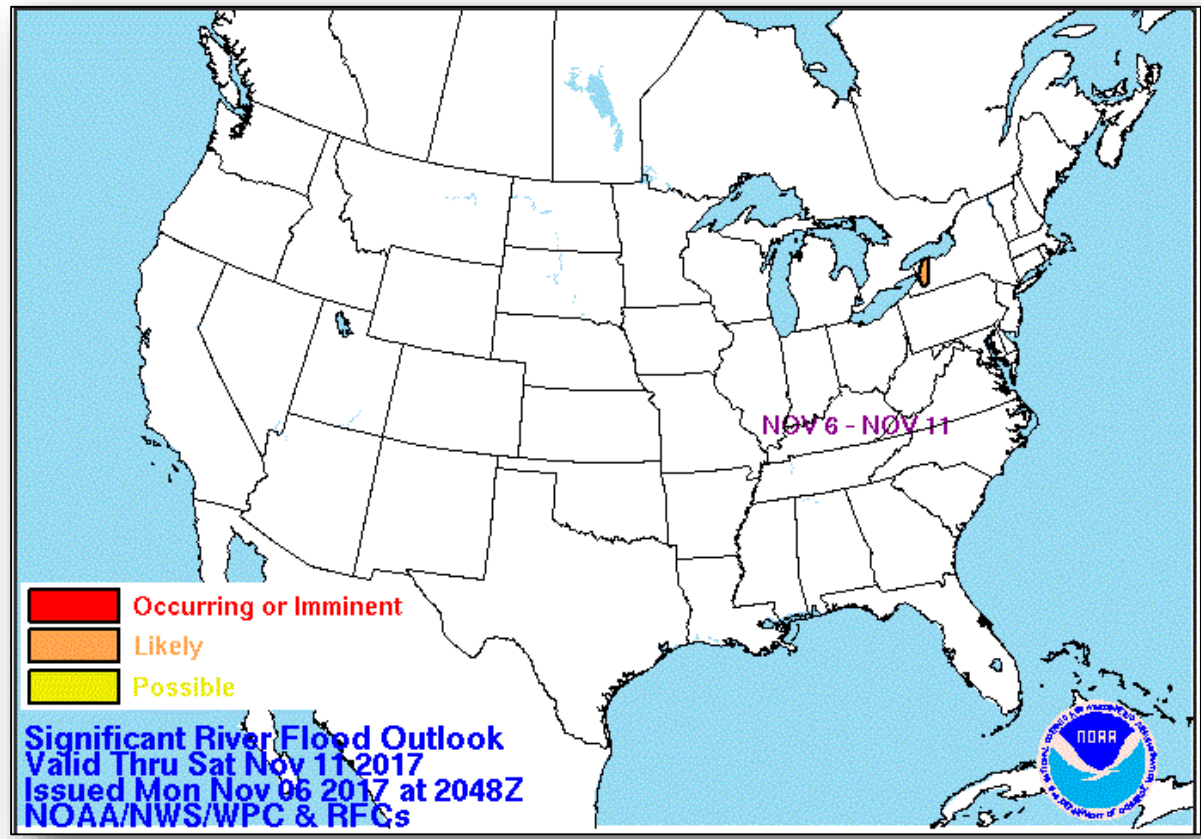 NOV 6 - NOV 11
Occurring or Imminent
Likely
Possible
Significant River Flood Outlook
Valid Thru Sat Nov 11 2017
Issued Mon Nov 06 2017 at 2048Z
NOAA/NWS/WPC & RFCs
NOAA